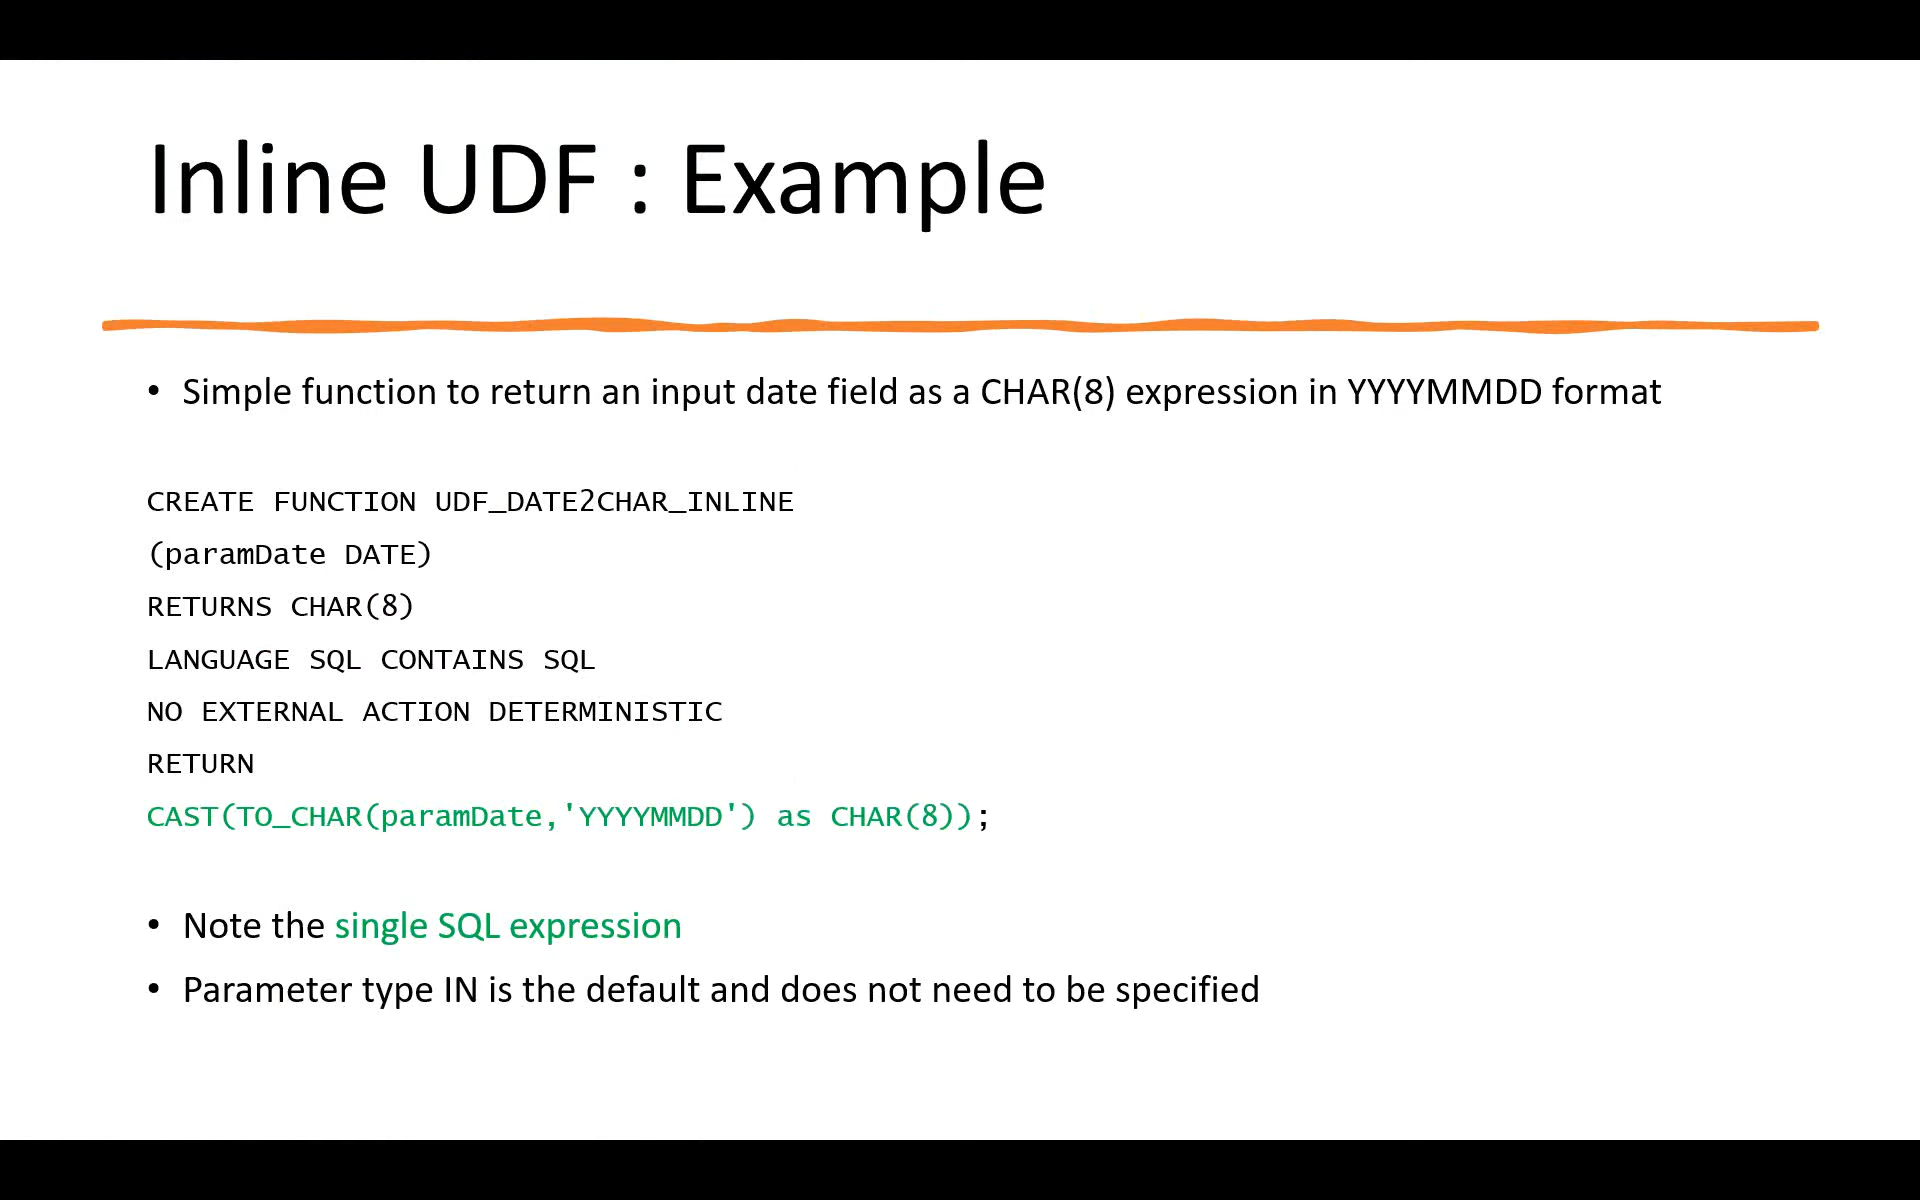 Inline UDF : Example
• Simple function to return an input date field as a CHAR(8) expression in YYYYMMDD format
CREATE FUNCTION UDF_DATE2CHAR_INLINE
(paramDate DATE)
RETURNS CHAR(8)
LANGUAGE SQL CONTAINS SQL
NO EXTERNAL ACTION DETERMINISTIC
RETURN
CAST(TO_CHAR(paramDate,'YYYYMMDD') as CHAR(8));
• Note the single SQL expression
• Parameter type IN is the default and does not need to be specified